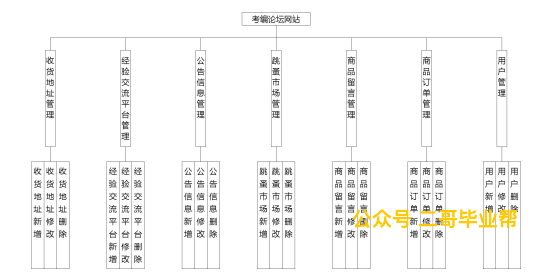 考编论坛网站
收货地址管理
经验交流平台管理
公告信息管理
跳蚤市场管理
商品留言管理
商品订单管理
用户管理
收货地址新增
收货地址修改
收货地址删除
经验交流平台新增
经验交流平台修改
经验交流平台删除
公告信息新增
公告信息修改
公告信息删除
跳蚤市场新增
跳蚤市场修改
跳蚤市场删除
商品留言新增
商品留言修改
商品留言删除
商品订单新增
商品订单修改
商品订单删除
用户新增
用户修改
用户删除
公众号:二哥毕业帮